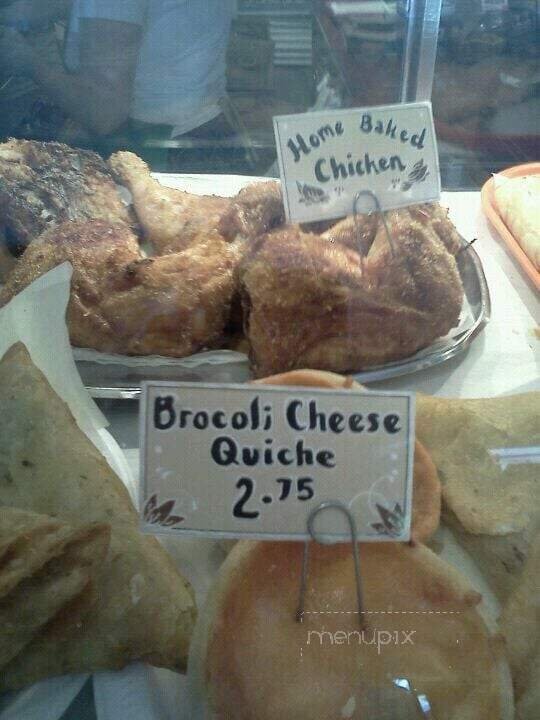 Home Baked
Chicken
Brocoli Cheese
Quiche
2.75
menupix